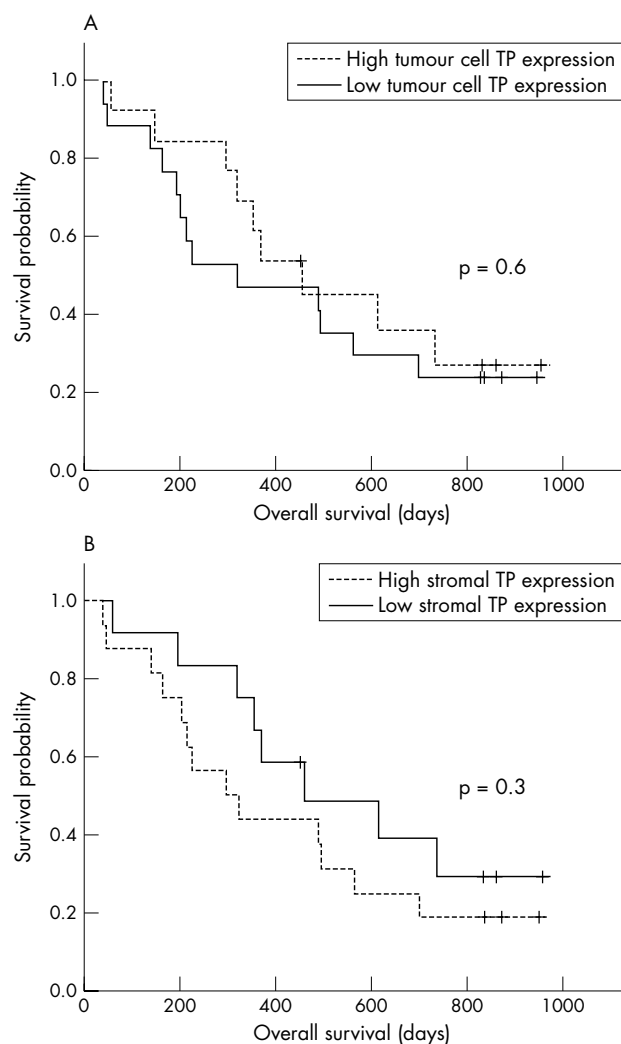 A
High tumour cell TP expression
Low tumour cell TP expression
1.0
0.8
0.6
0.4
0.2
0.0
Survival probability
p = 0.6
0 200 400 600 800 1000
Overall survival (days)
B
High stromal TP expression
Low stromal TP expression
1.0
0.8
0.6
0.4
0.2
0.0
Survival probability
p = 0.3
0 200 400 600 800 1000
Overall survival (days)